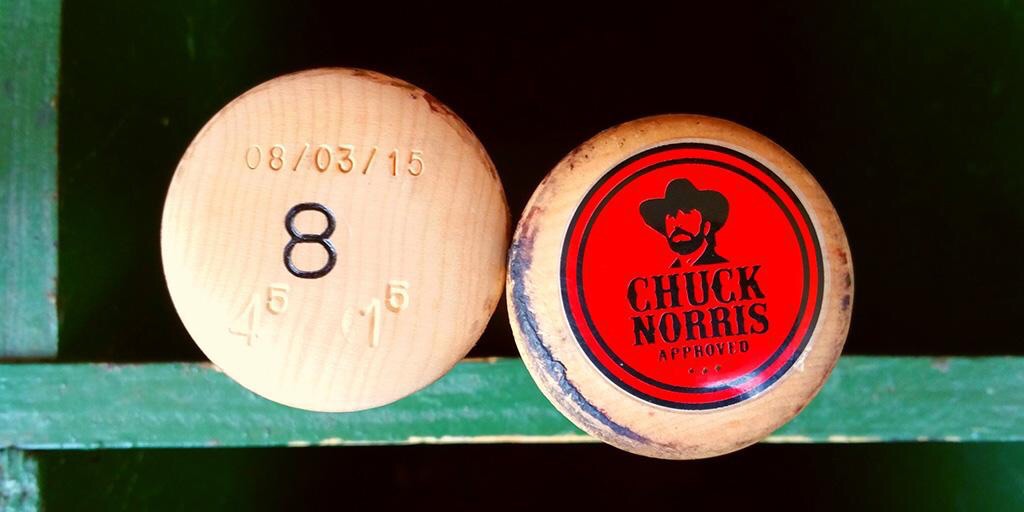 08/03/15
8
4⁵ 1⁵
CHUCK
NORRIS
APPROVED